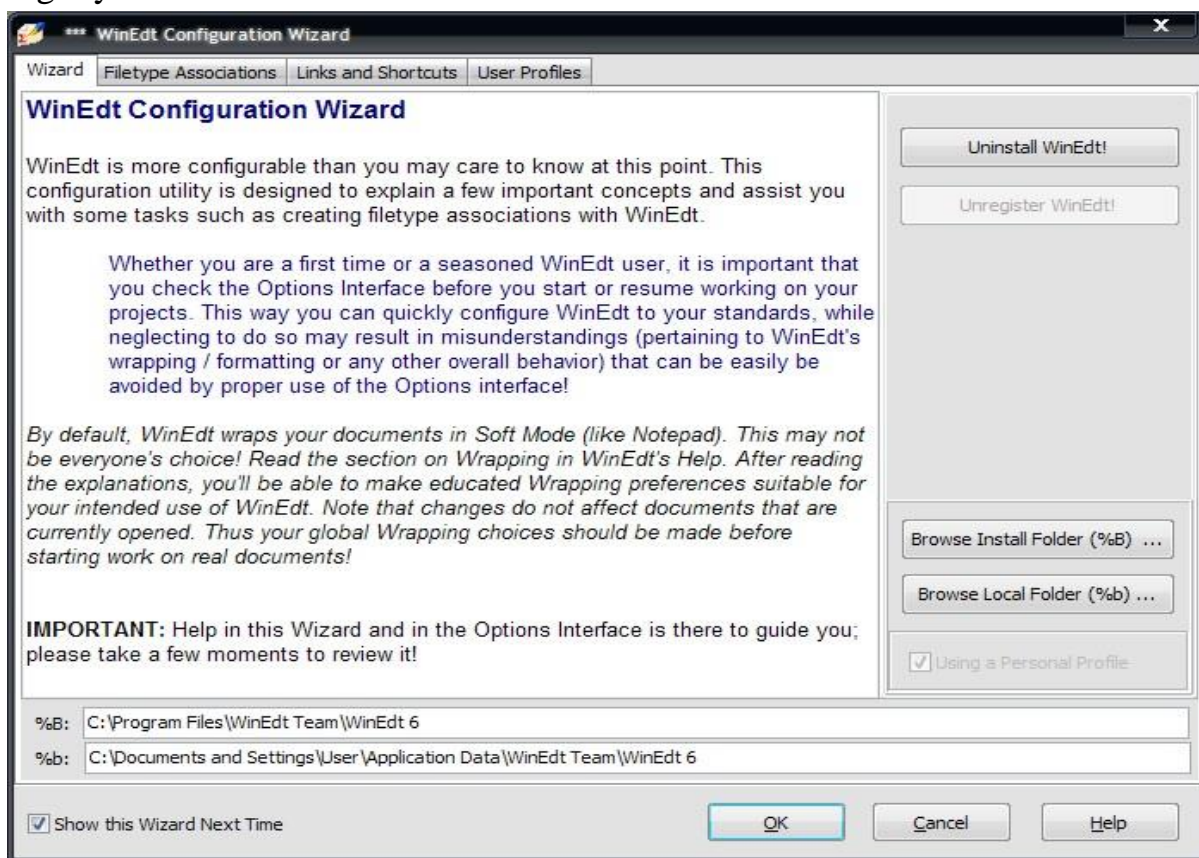 *** WinEdt Configuration Wizard
X
Wizard Filetype Associations Links and Shortcuts User Profiles
WinEdt Configuration Wizard
WinEdt is more configurable than you may care to know at this point. This
configuration utility is designed to explain a few important concepts and assist you
with some tasks such as creating filetype associations with WinEdt.
Whether you are a first time or a seasoned WinEdt user, it is important that
you check the Options Interface before you start or resume working on your
projects. This way you can quickly configure WinEdt to your standards, while
neglecting to do so may result in misunderstandings (pertaining to WinEdt's
wrapping / formatting or any other overall behavior) that can be easily be
avoided by proper use of the Options interface!
By default, WinEdt wraps your documents in Soft Mode (like Notepad). This may not
be everyone's choice! Read the section on Wrapping in WinEdt's Help. After reading
the explanations, you'll be able to make educated Wrapping preferences suitable for
your intended use of WinEdt. Note that changes do not affect documents that are
currently opened. Thus your global Wrapping choices should be made before
starting work on real documents!
IMPORTANT: Help in this Wizard and in the Options Interface is there to guide you;
please take a few moments to review it!
Uninstall WinEdt!
Unregister WinEdt!
Browse Install Folder (%B) ...
Browse Local Folder (%b) ...
Using a Personal Profile
%B: C:\Program Files\WinEdt Team\WinEdt 6
%b: C:\Documents and Settings\User\Application Data\WinEdt Team\WinEdt 6
Show this Wizard Next Time
OK
Cancel
Help